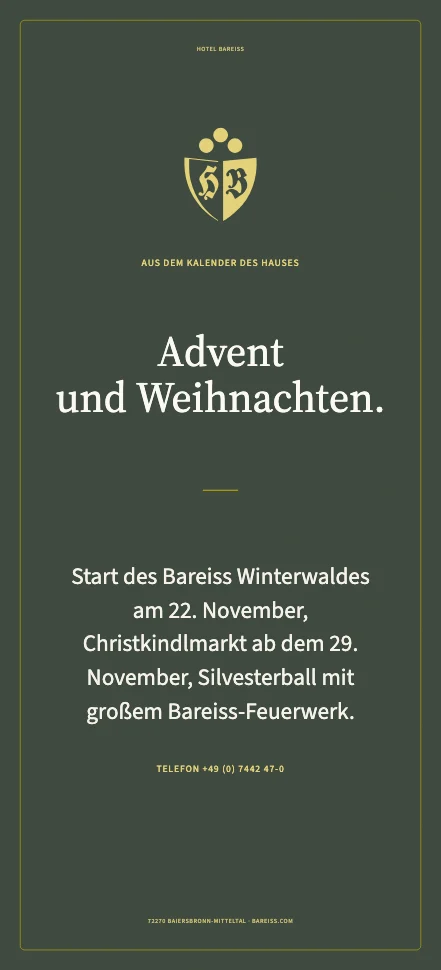 HOTEL BAREISS
H B
AUS DEM KALENDER DES HAUSES
Advent
und Weihnachten.
Start des Bareiss Winterwaldes
am 22. November,
Christkindlmarkt ab dem 29.
November, Silvesterball mit
großem Bareiss-Feuerwerk.
TELEFON +49 (0) 7442 47-0
72270 BAIERSBRONN-MITTELTAL · BAREISS.COM